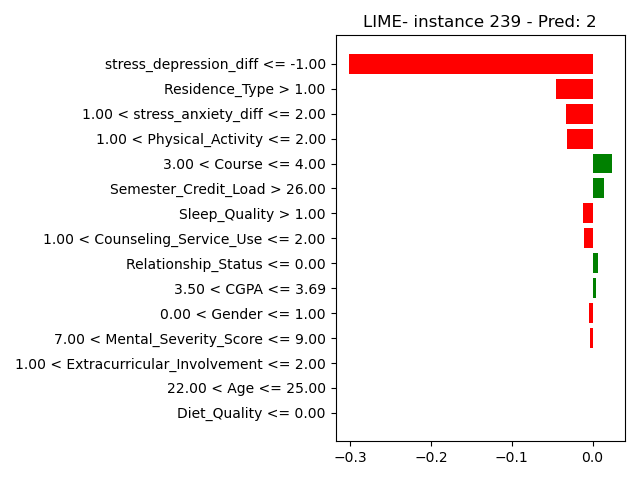 LIME- instance 239 - Pred: 2
stress_depression_diff <= -1.00
Residence_Type > 1.00
1.00 < stress_anxiety_diff <= 2.00
1.00 < Physical_Activity <= 2.00
3.00 < Course <= 4.00
Semester_Credit_Load > 26.00
Sleep_Quality > 1.00
1.00 < Counseling_Service_Use <= 2.00
Relationship_Status <= 0.00
3.50 < CGPA <= 3.69
0.00 < Gender <= 1.00
7.00 < Mental_Severity_Score <= 9.00
1.00 < Extracurricular_Involvement <= 2.00
22.00 < Age <= 25.00
Diet_Quality <= 0.00
−0.3 −0.2 −0.1 0.0